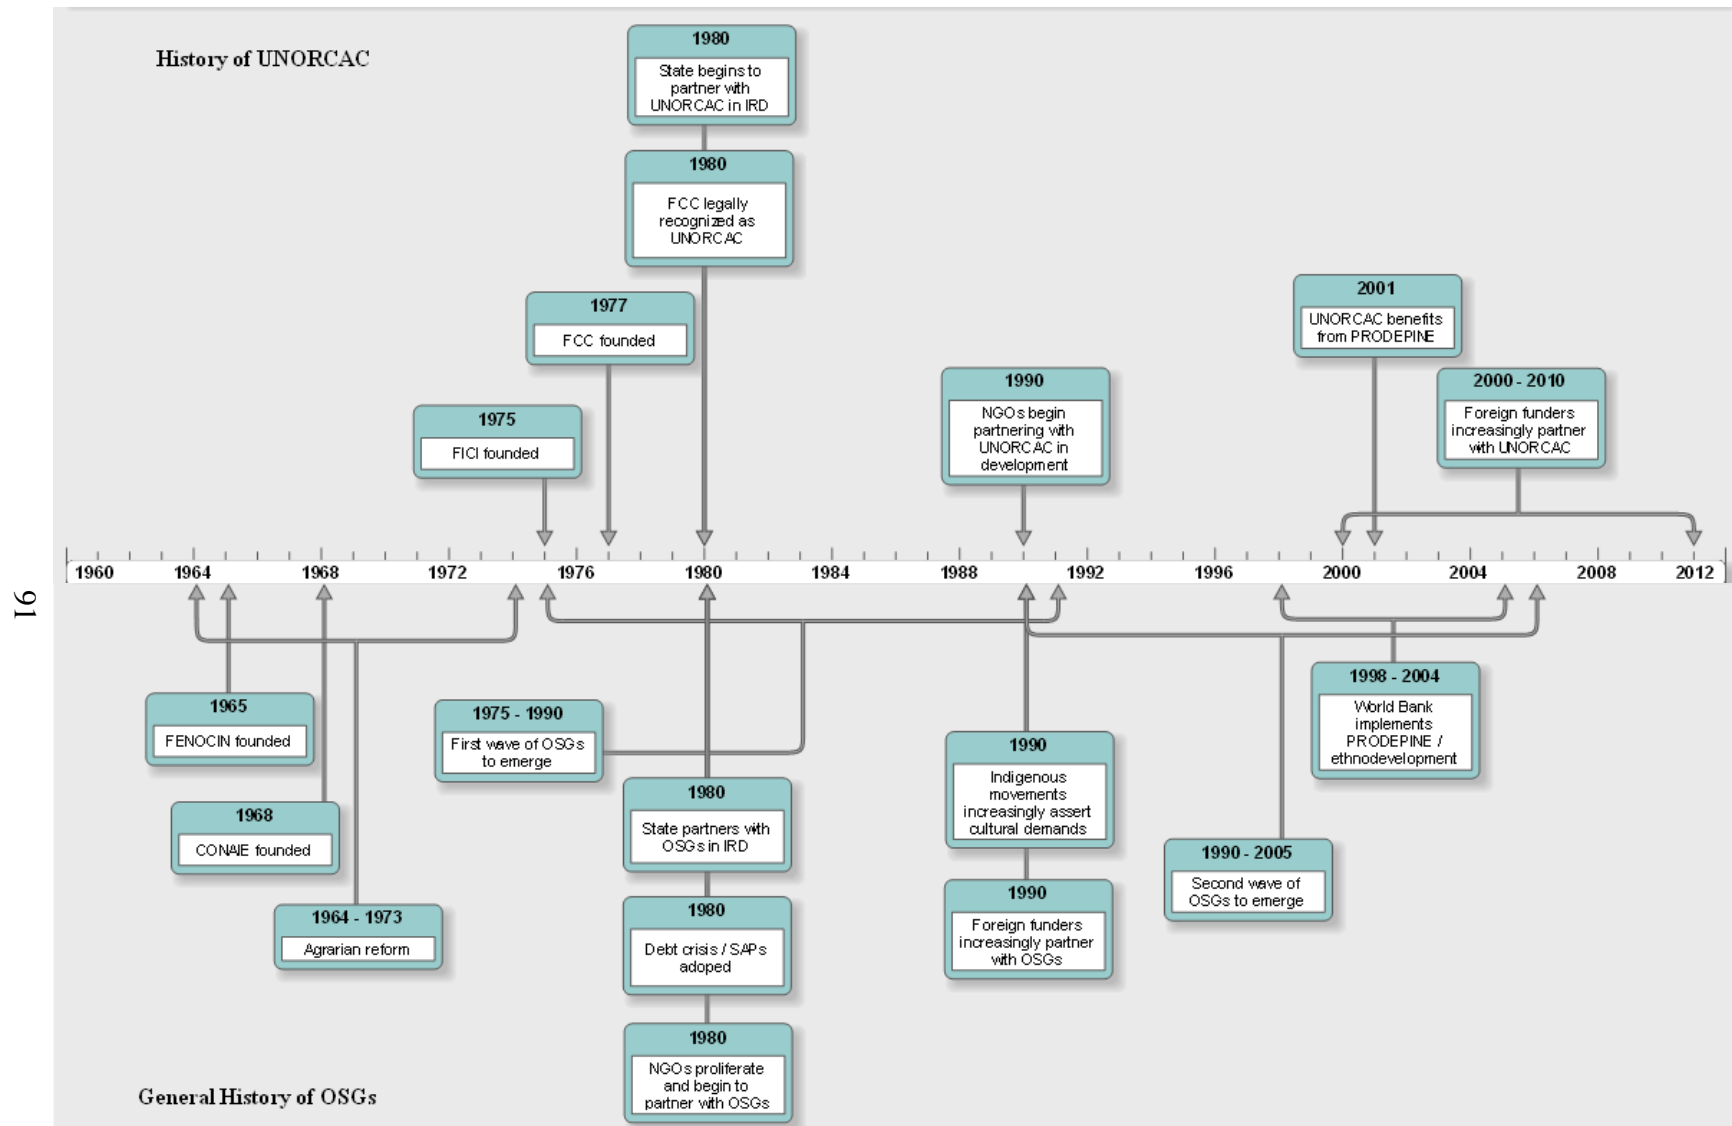 History of UNORCAC
1980
State begins to
partner with
UNORCAC in IRD
1980
FCC legally
recognized as
UNORCAC
1977
FCC founded
1975
FICI founded
1990
NGOs begin
partnering with
UNORCAC in
development
2001
UNORCAC benefits
from PRODEPINE
2000 - 2010
Foreign funders
increasingly partner
with UNORCAC
1960 1964 1968 1972 1976 1980 1984 1988 1992 1996 2000 2004 2008 2012
91
1965
FENOCIN founded
1968
CONAIE founded
1964 - 1973
Agrarian reform
1975 - 1990
First wave of OSGs
to emerge
1980
State partners with
OSGs in IRD
1980
Debt crisis / SAPs
adoped
1980
NGOs proliferate
and begin to
partner with OSGs
1990
Indigenous
movements
increasingly assert
cultural demands
1990
Foreign funders
increasingly partner
with OSGs
1990 - 2005
Second wave of
OSGs to emerge
1998 - 2004
World Bank
implements
PRODEPINE /
ethnodevelopment
General History of OSGs